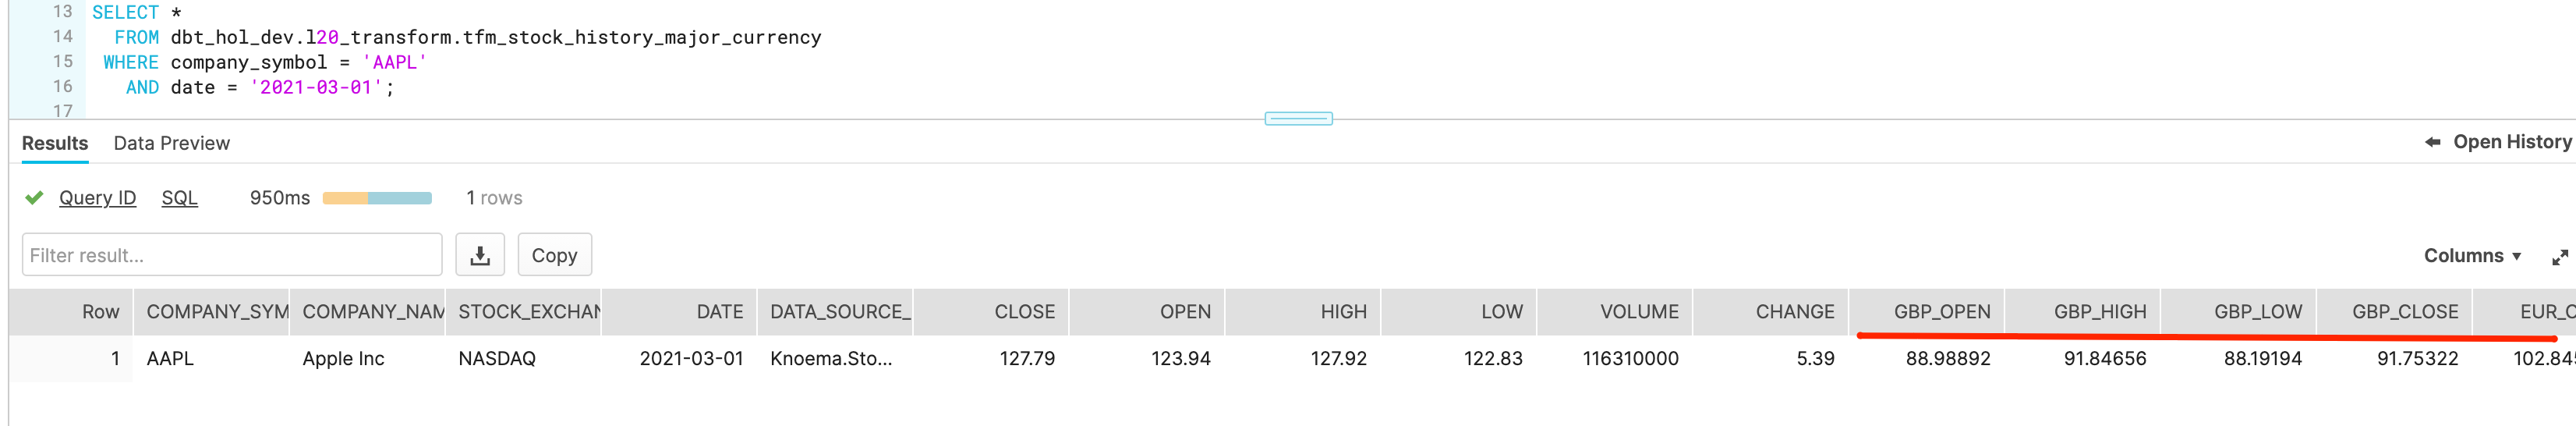 13 SELECT *
14 FROM dbt_hol_dev.l20_transform.tfm_stock_history_major_currency
15 WHERE company_symbol = 'AAPL'
16 AND date = '2021-03-01';
17
Results Data Preview Open History
Query ID SQL 950ms 1 rows
Filter result... Copy Columns
Row COMPANY_SYM COMPANY_NAM STOCK_EXCHAN DATE DATA_SOURCE_ CLOSE OPEN HIGH LOW VOLUME CHANGE GBP_OPEN GBP_HIGH GBP_LOW GBP_CLOSE EUR_O
1 AAPL Apple Inc NASDAQ 2021-03-01 Knoema.Sto... 127.79 123.94 127.92 122.83 116310000 5.39 88.98892 91.84656 88.19194 91.75322 102.845